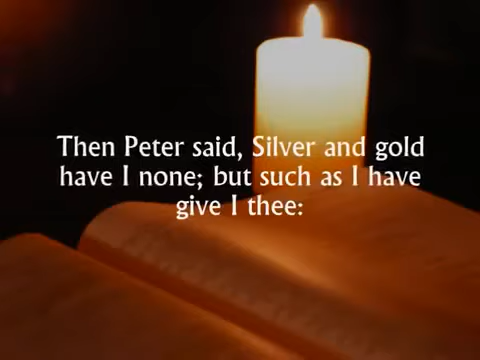 Then Peter said, Silver and gold
have I none; but such as I have
give I thee: